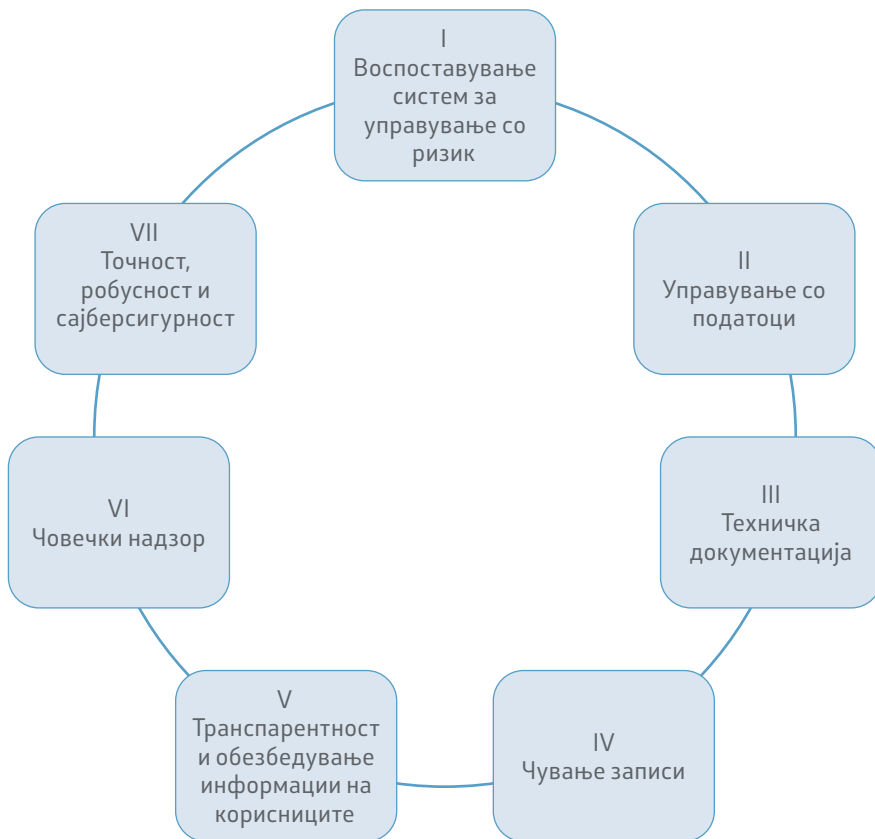 I
Воспоставување
систем за
управување со
ризик
II
Управување со
податоци
III
Техничка
документација
IV
Чување записи
V
Транспарентност
и обезбедување
информации на
корисниците
VI
Човечки надзор
VII
Точност,
робусност и
сајберсигурност